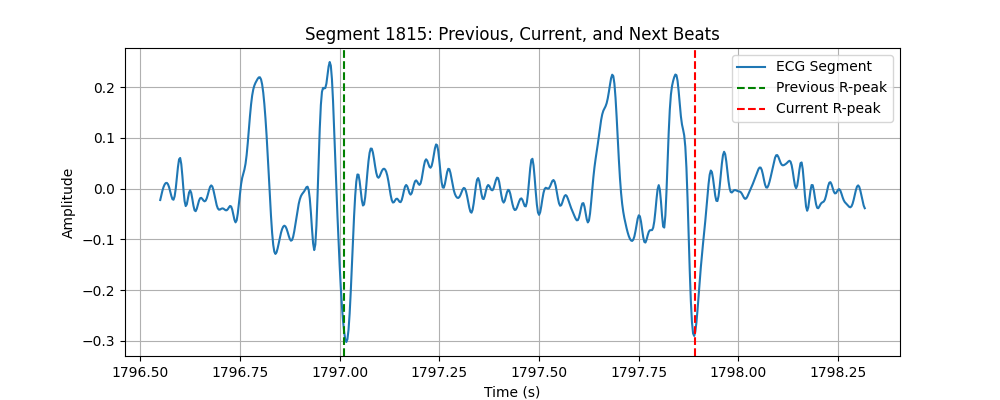 Segment 1815: Previous, Current, and Next Beats
ECG Segment
Previous R-peak
Current R-peak
Amplitude
0.2
0.1
0.0
−0.1
−0.2
−0.3
1796.50 1796.75 1797.00 1797.25 1797.50 1797.75 1798.00 1798.25
Time (s)